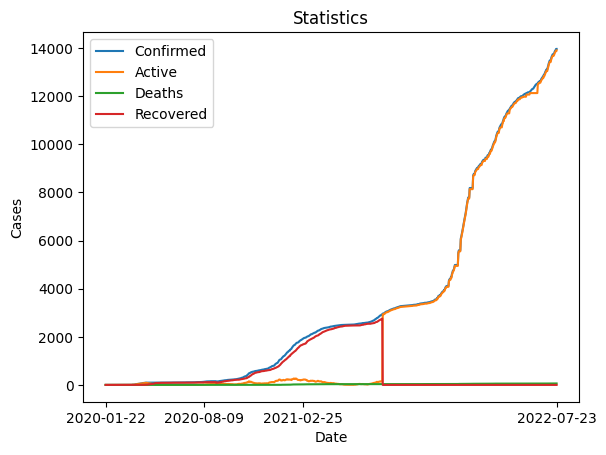 Statistics
Confirmed
Active
Deaths
Recovered
14000
12000
10000
8000
6000
4000
2000
0
Cases
2020-01-22 2020-08-09 2021-02-25 2022-07-23
Date